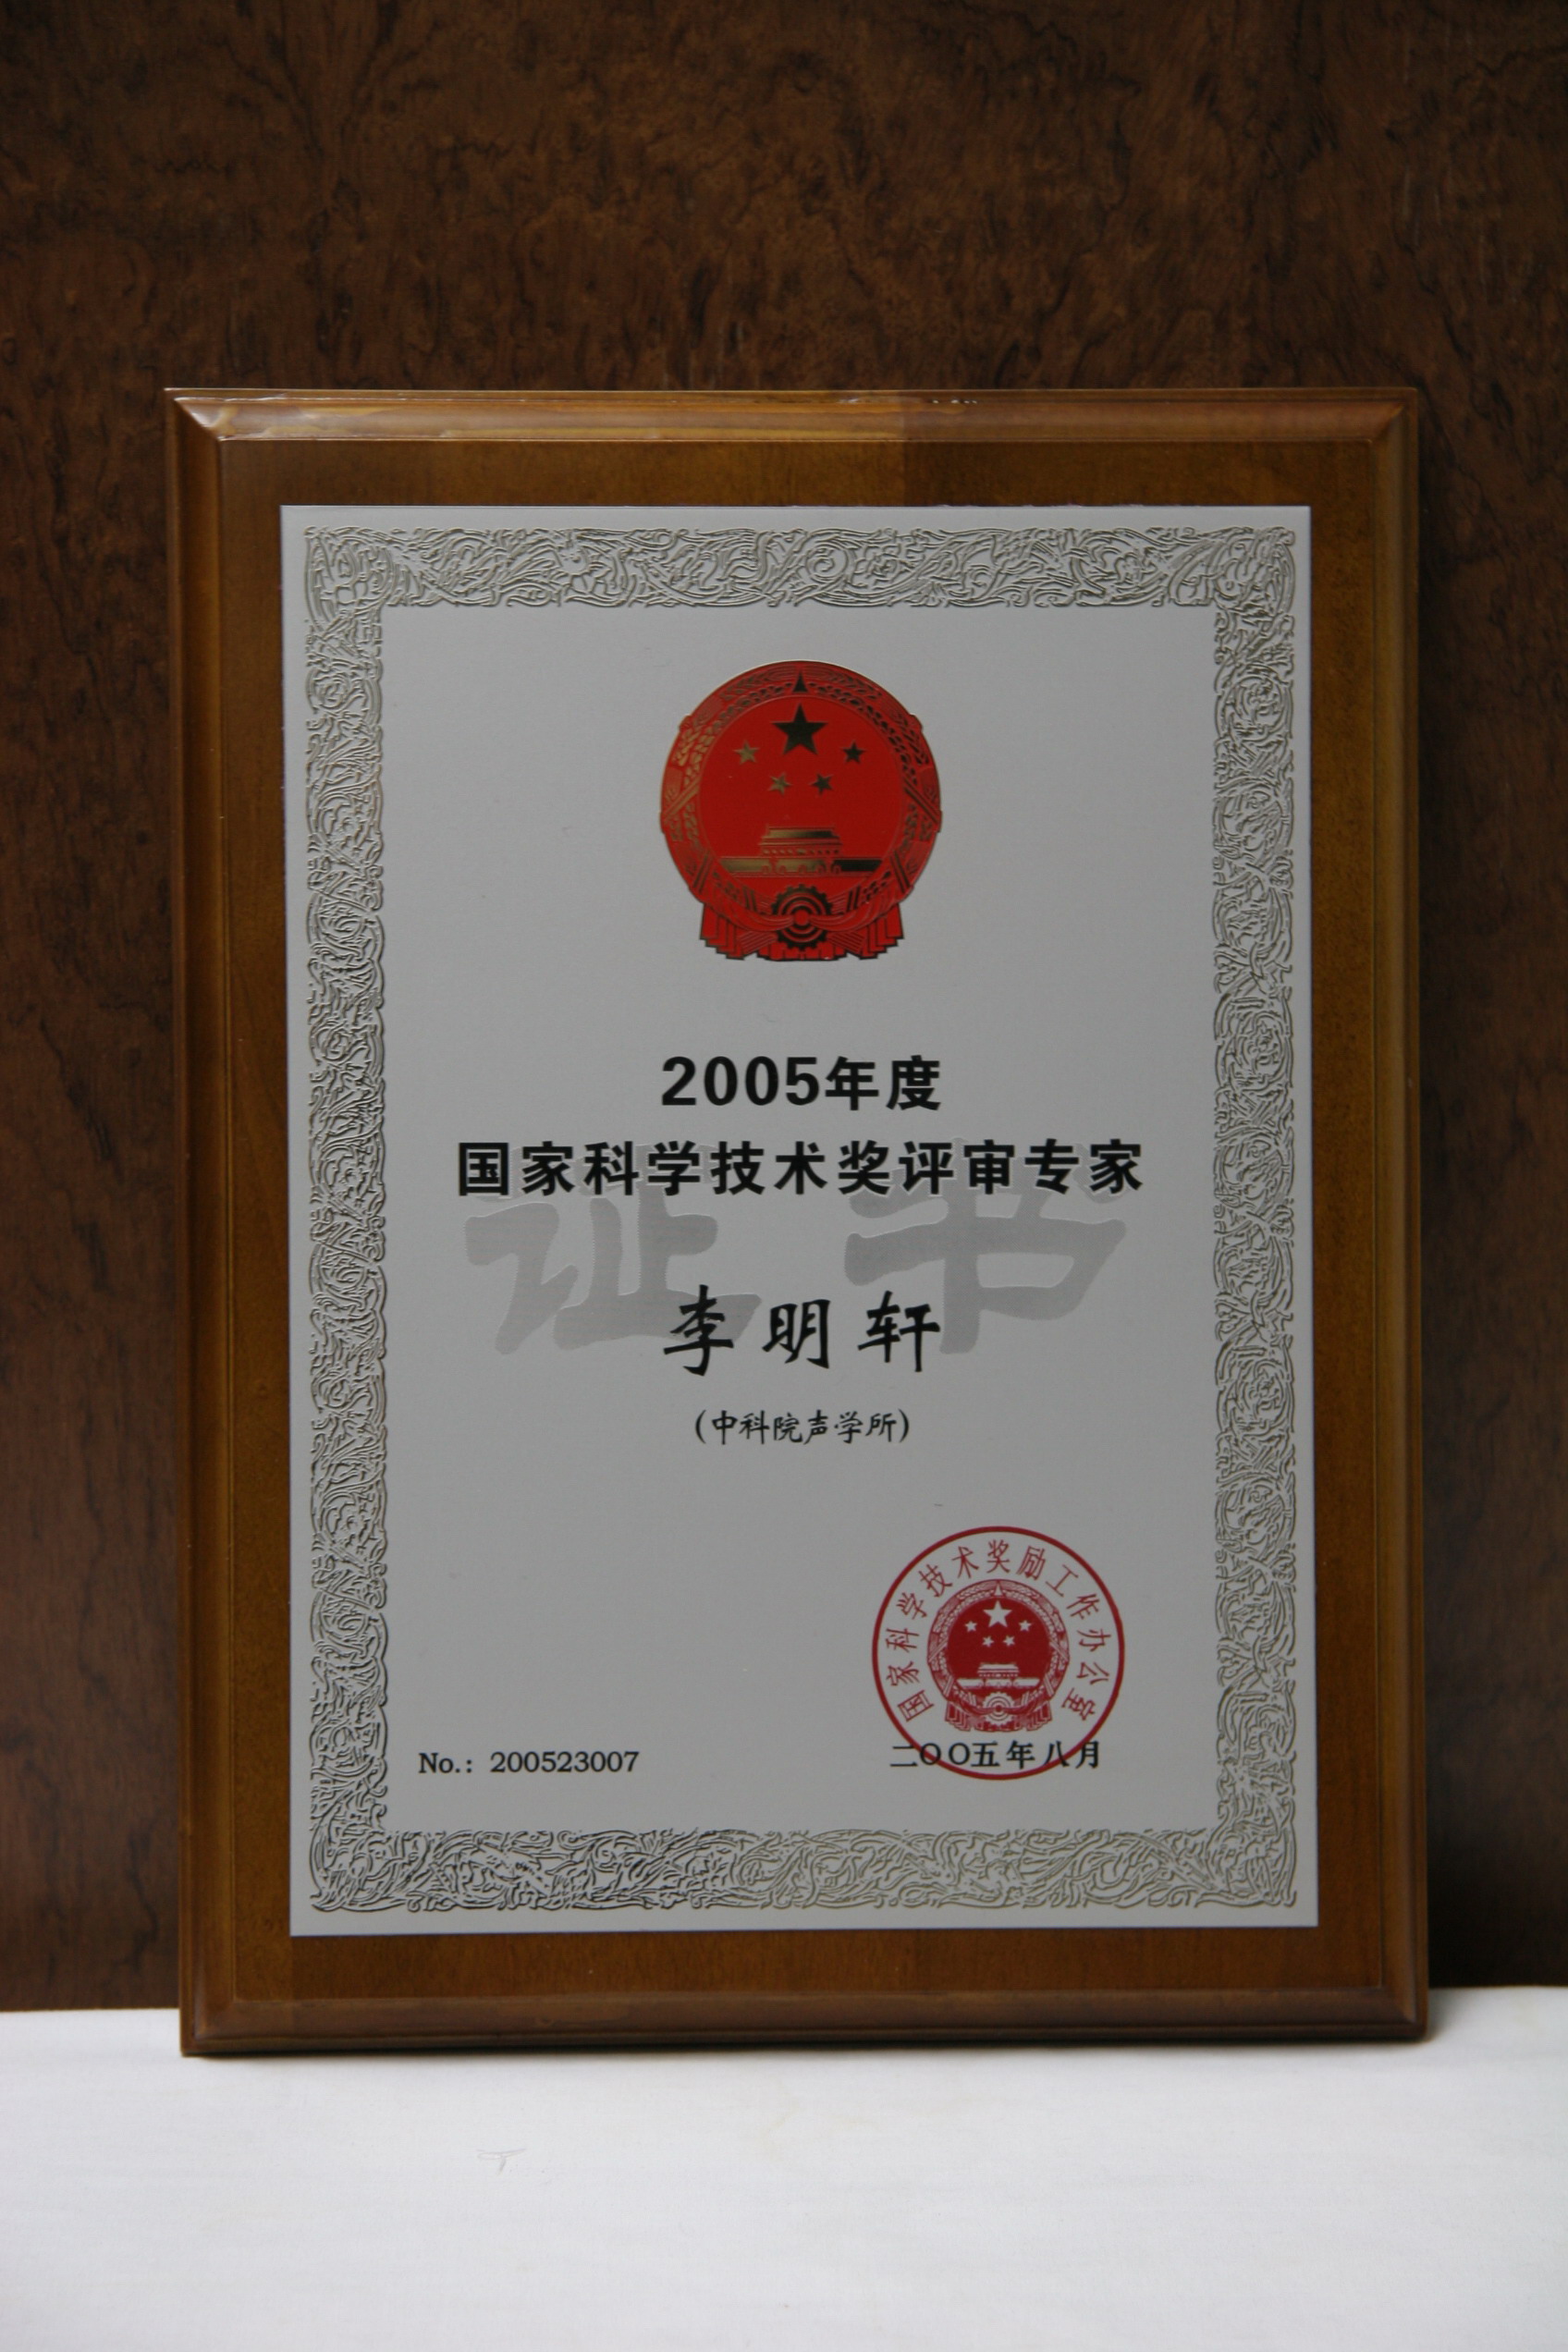 2005年度
国家科学技术奖评审专家
证书
李明轩
(中科院声学所)
国家科学技术奖励工作办公室
No.: 200523007
二〇〇五年八月